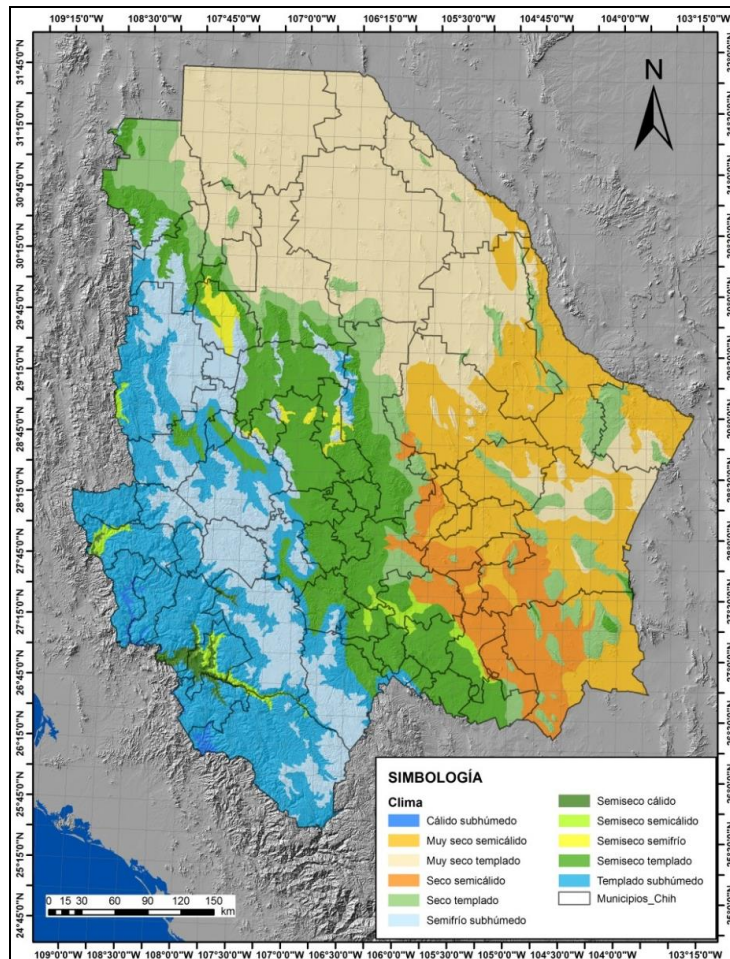 109°15'0"O 108°30'0"O 107°45'0"O 107°0'0"O 106°15'0"O 105°30'0"O 104°45'0"O 104°0'0"O 103°15'0"O
N
31°45'0"N
31°15'0"N
30°45'0"N
30°15'0"N
29°45'0"N
29°15'0"N
28°45'0"N
28°15'0"N
27°45'0"N
27°15'0"N
26°45'0"N
26°15'0"N
25°45'0"N
25°15'0"N
24°45'0"N
SIMBOLOGÍA
Clima
Cálido subhúmedo
Muy seco semicálido
Muy seco templado
Seco semicálido
Seco templado
Semifrío subhúmedo
Semiseco cálido
Semiseco semicálido
Semiseco semifrío
Semiseco templado
Templado subhúmedo
Municipios_Chih
0 15 30 60 90 120 150
km
109°0'0"O 108°30'0"O 108°0'0"O 107°30'0"O 107°0'0"O 106°30'0"O 106°0'0"O 105°30'0"O 105°0'0"O 104°30'0"O 104°0'0"O 103°15'0"O